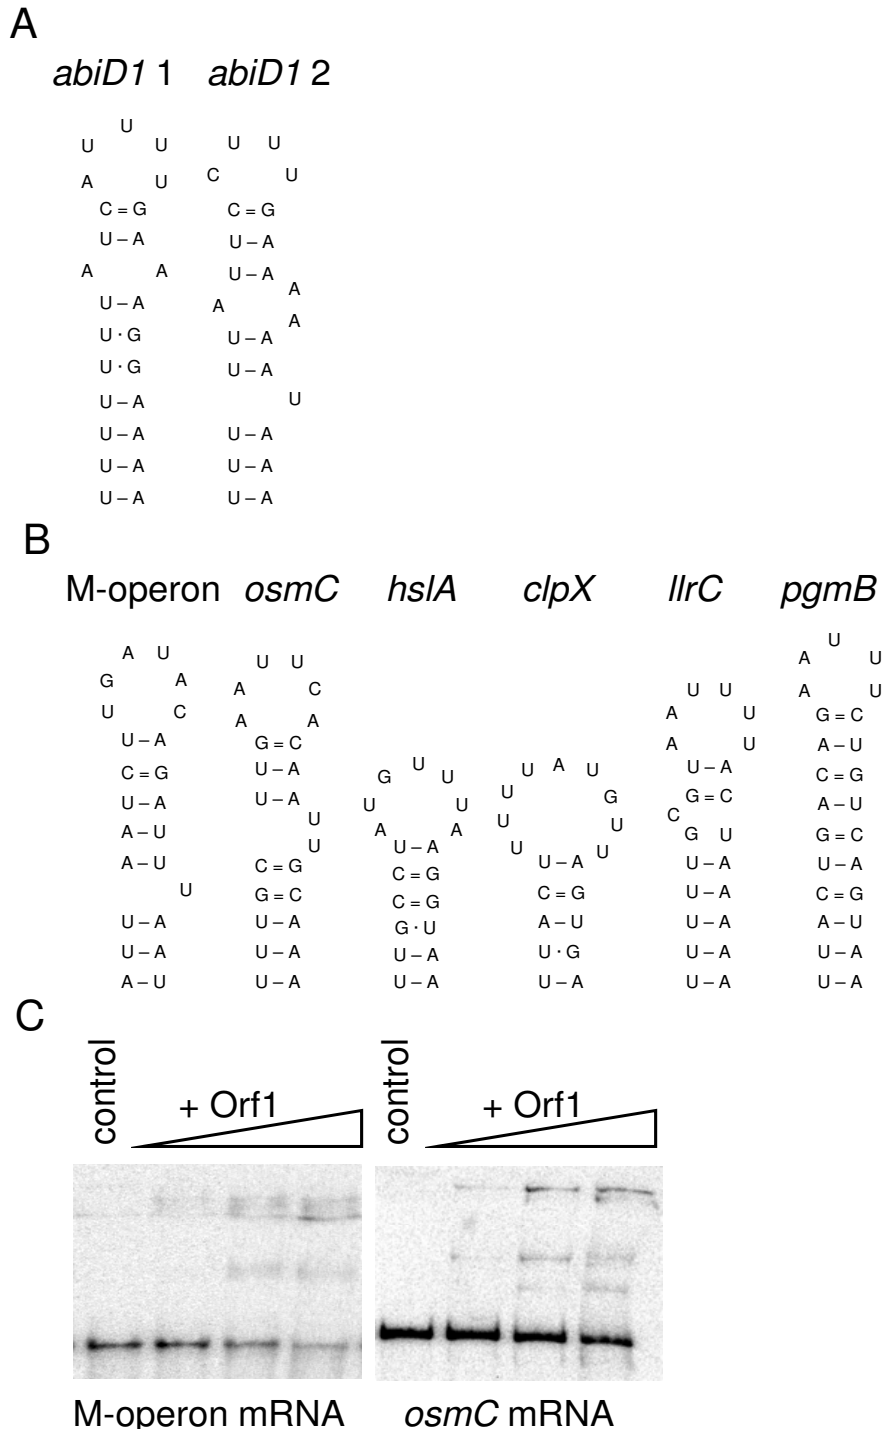 A
abiD1 1 abiD1 2
U
U U U U
A U C U
C = G C = G
U – A U – A
A A U – A A
U – A A A
U · G U – A
U · G U – A
U – A U
U – A U – A
U – A U – A
U – A U – A
B
M-operon osmC hslA clpX llrC pgmB
U
A U U U A U
G A A C U U A U
U C A A A U G = C
U – A G = C A U A – U
C = G U – A G U U U A U U – A C = G
U – A U – A U U U G G = C A – U
A – U U A A U U C G U G = C
A – U U U – A U U
C = G C = G U – A U – A U – A
U G = C C = G C = G U – A C = G
U – A U – A G · U A – U U – A A – U
U – A U – A U – A U · G U – A U – A
A – U U – A U – A U – A U – A U – A
C
control + Orf1 control + Orf1
M-operon mRNA osmC mRNA